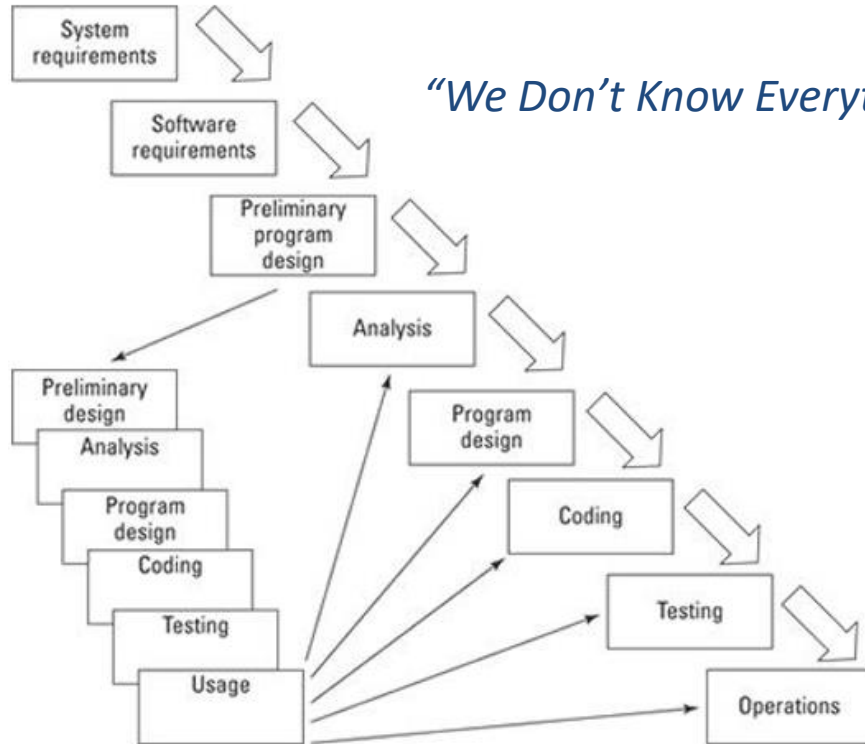 System
requirements
"We Don't Know Everyt
Software
requirements
Preliminary
program
design
Analysis
Preliminary
design
Analysis
Program
design
Coding
Testing
Usage
Program
design
Coding
Testing
Operations